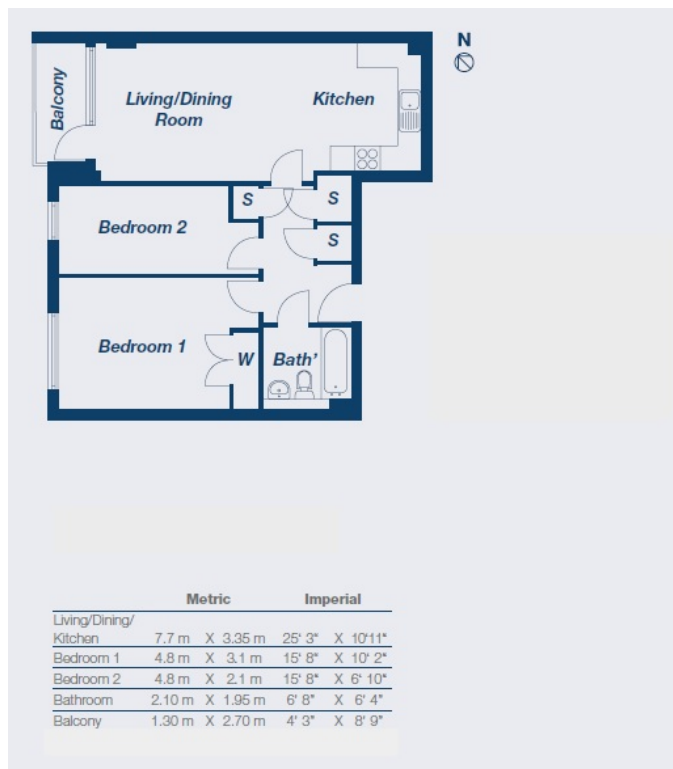 N
Balcony
Living/Dining
Room
Kitchen
S
S
Bedroom 2
S
Bedroom 1
W
Bath'
Metric Imperial
Living/Dining/
Kitchen 7.7 m X 3.35 m 25' 3" X 10'11"
Bedroom 1 4.8 m X 3.1 m 15' 8" X 10' 2"
Bedroom 2 4.8 m X 2.1 m 15' 8" X 6' 10"
Bathroom 2.10 m X 1.95 m 6' 8" X 6' 4"
Balcony 1.30 m X 2.70 m 4' 3" X 8' 9"